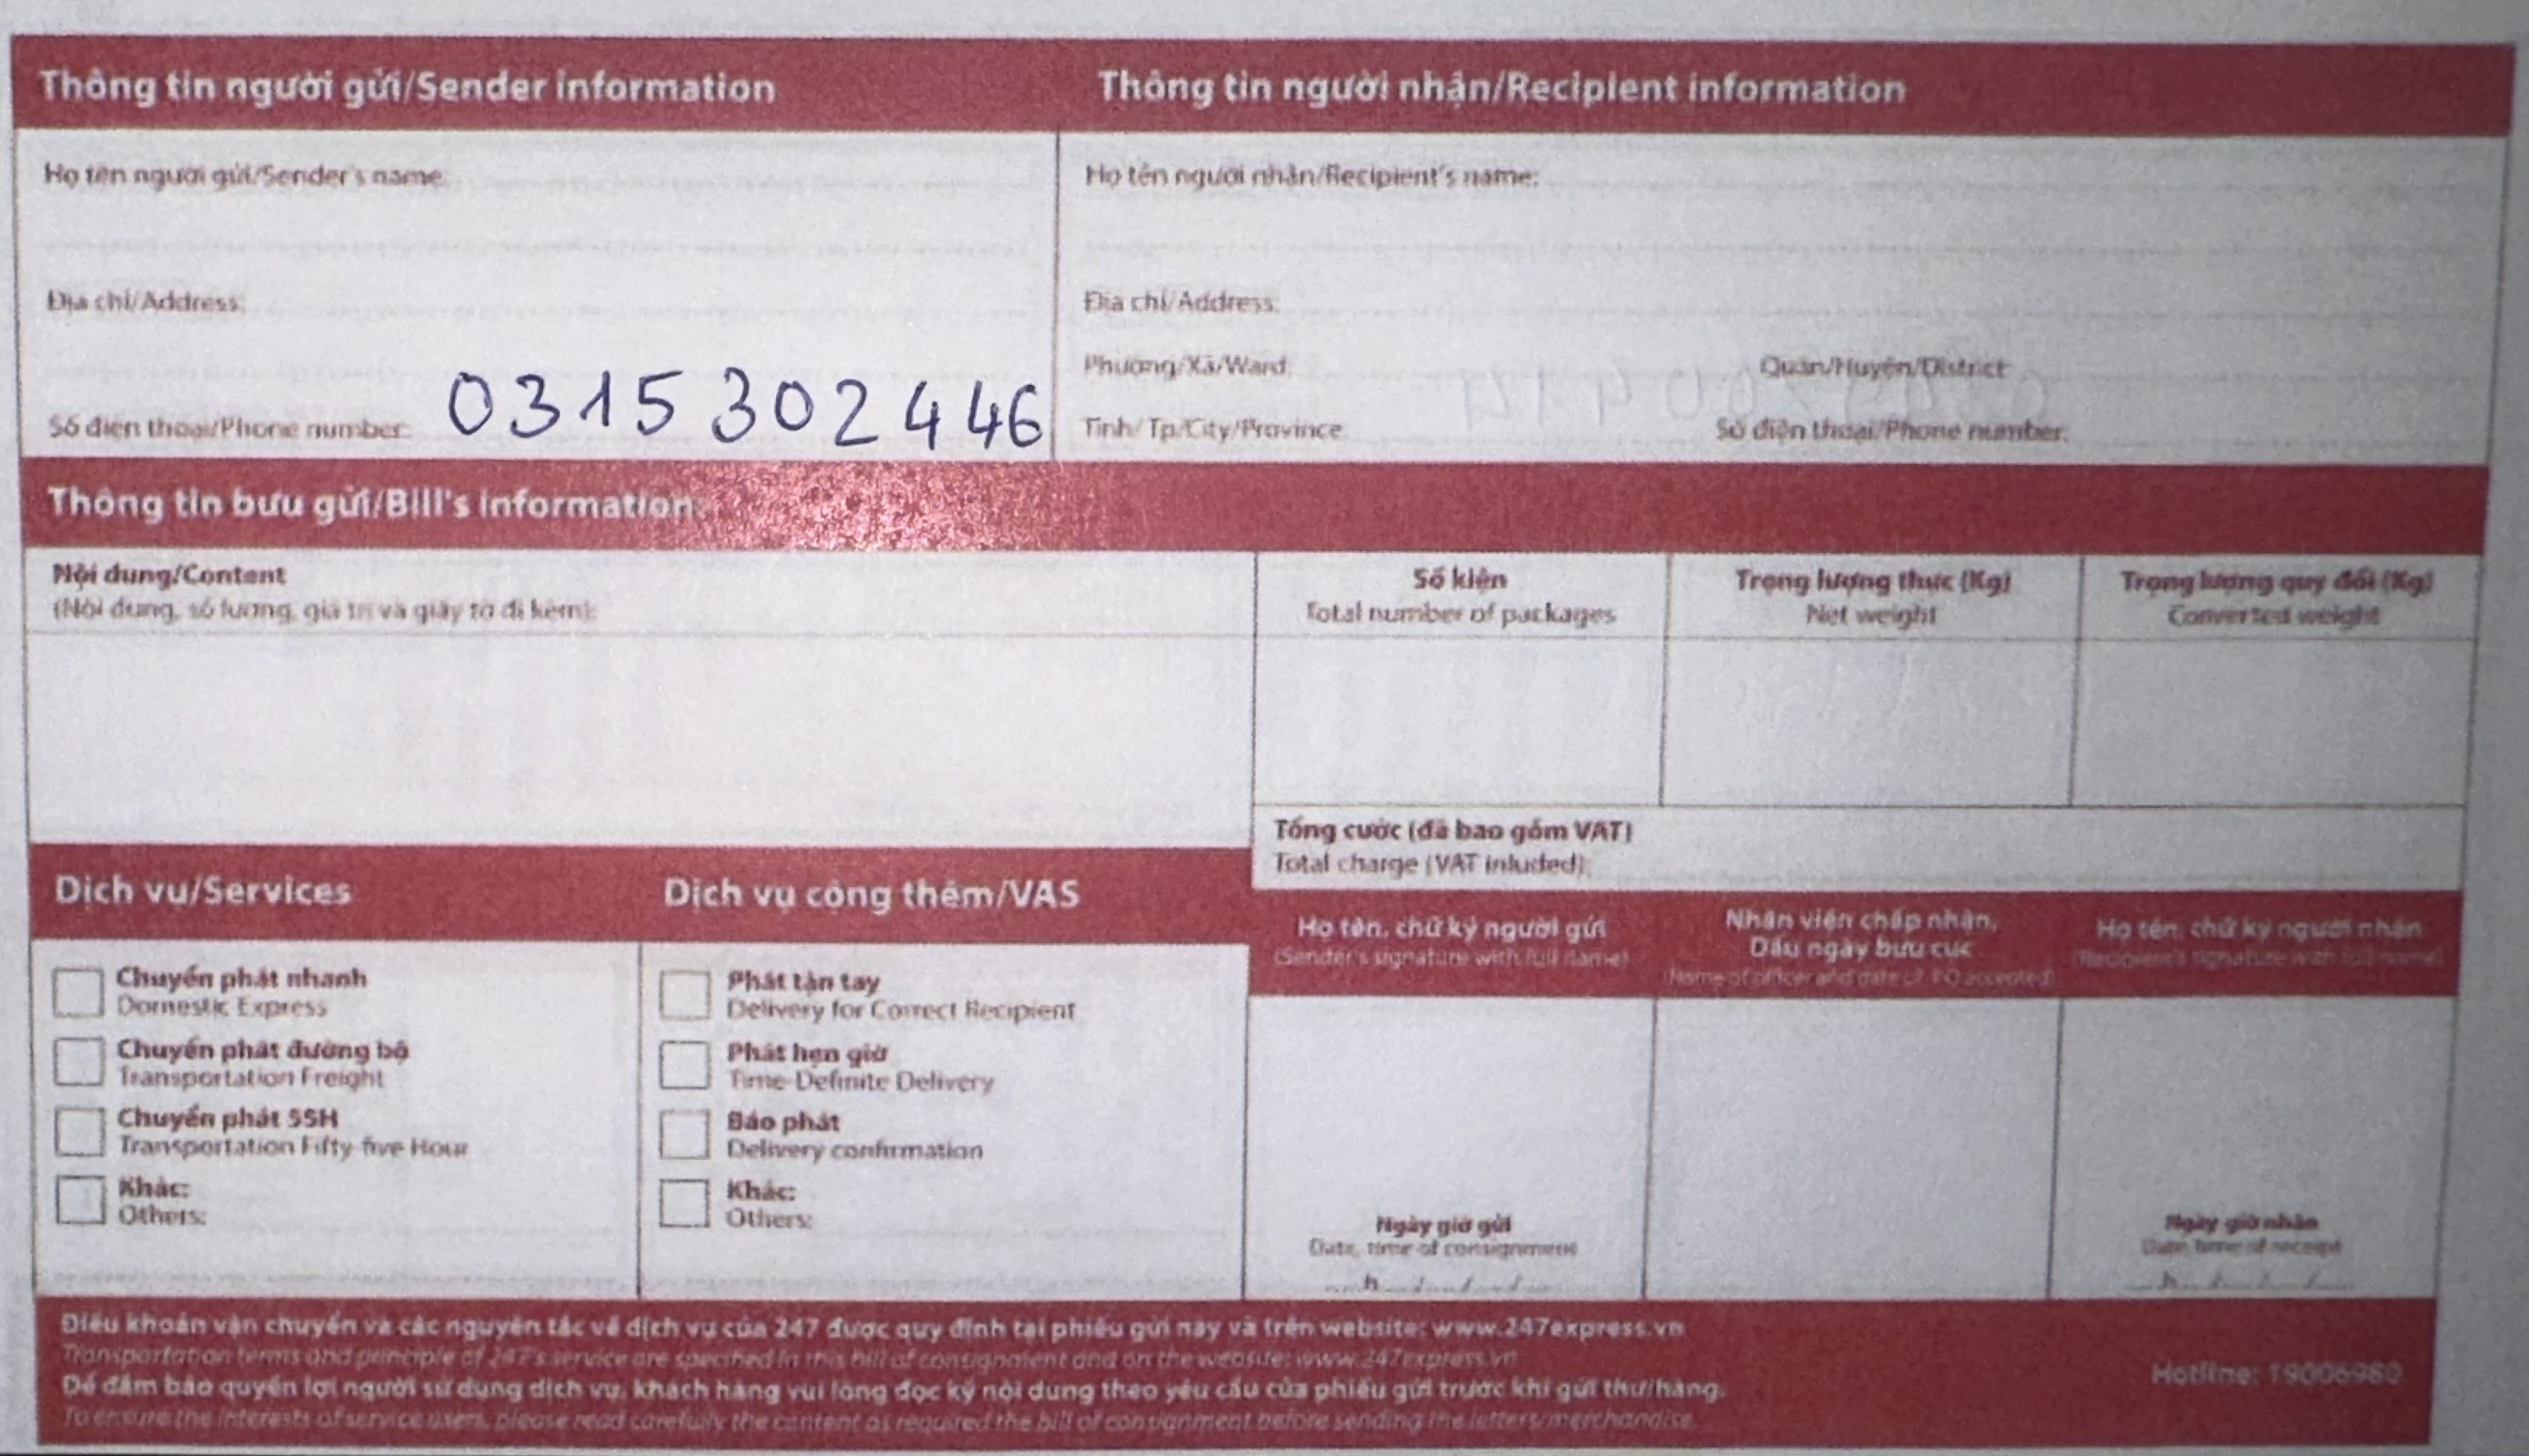 Thông tin người gửi/Sender information
Thông tin người nhận/Recipient information
Họ tên người gửi/Sender's name:
Họ tên người nhận/Recipient's name:
Địa chỉ/Address:
Địa chỉ/Address:
Phường/Xã/Ward:
Quận/Huyện/District:
Số điện thoại/Phone number: 0315302446
Tỉnh/Tp/City/Province:
Số điện thoại/Phone number:
Thông tin bưu gửi/Bill's information
Nội dung/Content
(Nội dung, số lượng, giá trị và giấy tờ đi kèm):
Số kiện
Total number of packages
Trọng lượng thực (Kg)
Net weight
Trọng lượng quy đổi (Kg)
Converted weight
Tổng cước (đã bao gồm VAT)
Total charge (VAT inluded):
Dịch vụ/Services
Dịch vụ cộng thêm/VAS
Họ tên, chữ ký người gửi
(Sender's signature with full name)
Nhân viên chấp nhận,
Dấu ngày bưu cục
(Name of officer and date of PO accepted)
Họ tên, chữ ký người nhận
(Recipient's signature with full name)
Chuyển phát nhanh
Domestic Express
Chuyển phát đường bộ
Transportation Freight
Chuyển phát 55H
Transportation Fifty-five Hour
Khác:
Others:
Phát tận tay
Delivery for Correct Recipient
Phát hẹn giờ
Time-Definite Delivery
Báo phát
Delivery confirmation
Khác:
Others:
Ngày giờ gửi
Date, time of consignment
h / / /
Ngày giờ nhận
Date, time of receipt
h / / /
Điều khoản vận chuyển và các nguyên tắc về dịch vụ của 247 được quy định tại phiếu gửi này và trên website: www.247express.vn
Transportation terms and principle of 247's service are specified in this bill of consignment and on the website: www.247express.vn
Để đảm bảo quyền lợi người sử dụng dịch vụ, khách hàng vui lòng đọc kỹ nội dung theo yêu cầu của phiếu gửi trước khi gửi thư/hàng.
To ensure the interests of service users, please read carefully the content as required the bill of consignment before sending the letters/merchandise
Hotline: 19006980